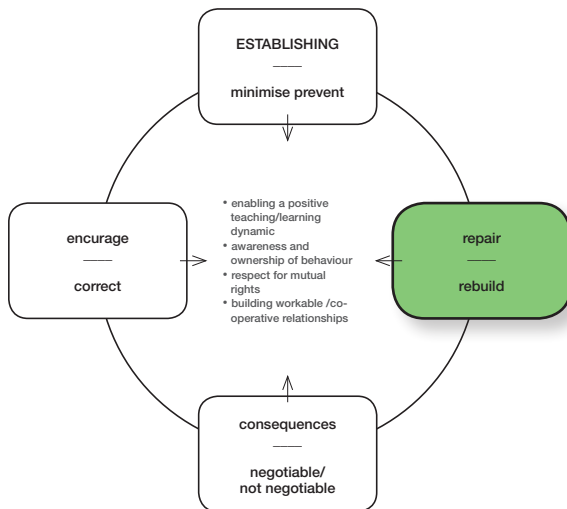 ESTABLISHING
minimise prevent
encurage
correct
• enabling a positive
teaching/learning
dynamic
• awareness and
ownership of behaviour
• respect for mutual
rights
• building workable /co-
operative relationships
repair
rebuild
consequences
negotiable/
not negotiable